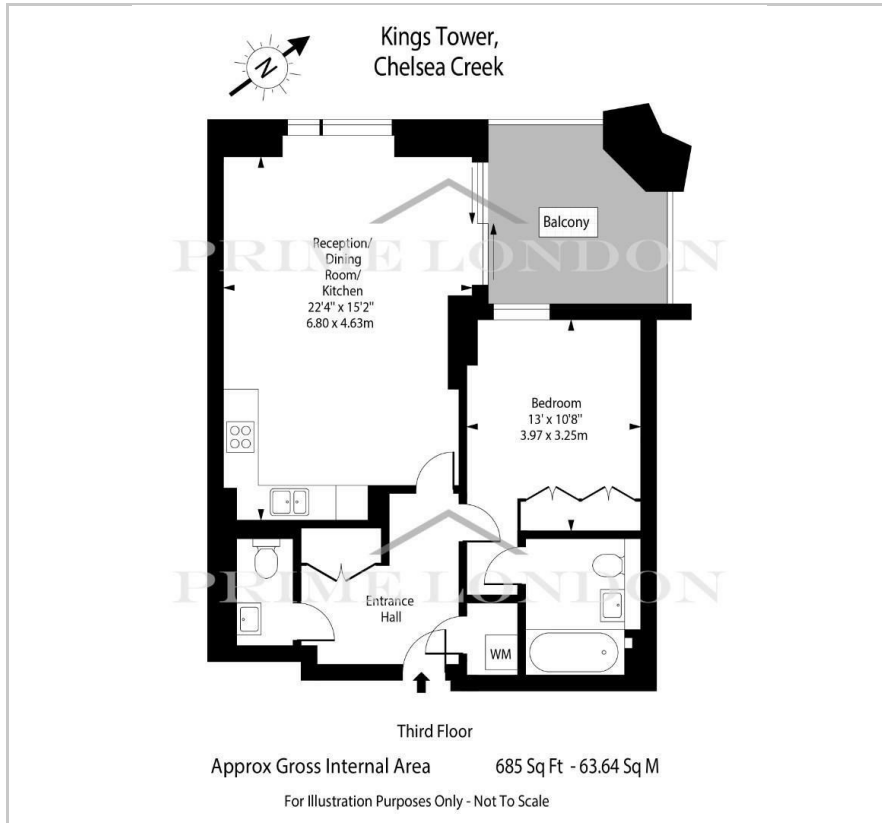 Kings Tower,
Chelsea Creek
N
Balcony
Reception/
Dining
Room/
Kitchen
22'4" x 15'2"
6.80 x 4.63m
PRIME LONDON
Bedroom
13' x 10'8"
3.97 x 3.25m
PRIME LONDON
Entrance
Hall
WM
Third Floor
Approx Gross Internal Area 685 Sq Ft - 63.64 Sq M
For Illustration Purposes Only - Not To Scale